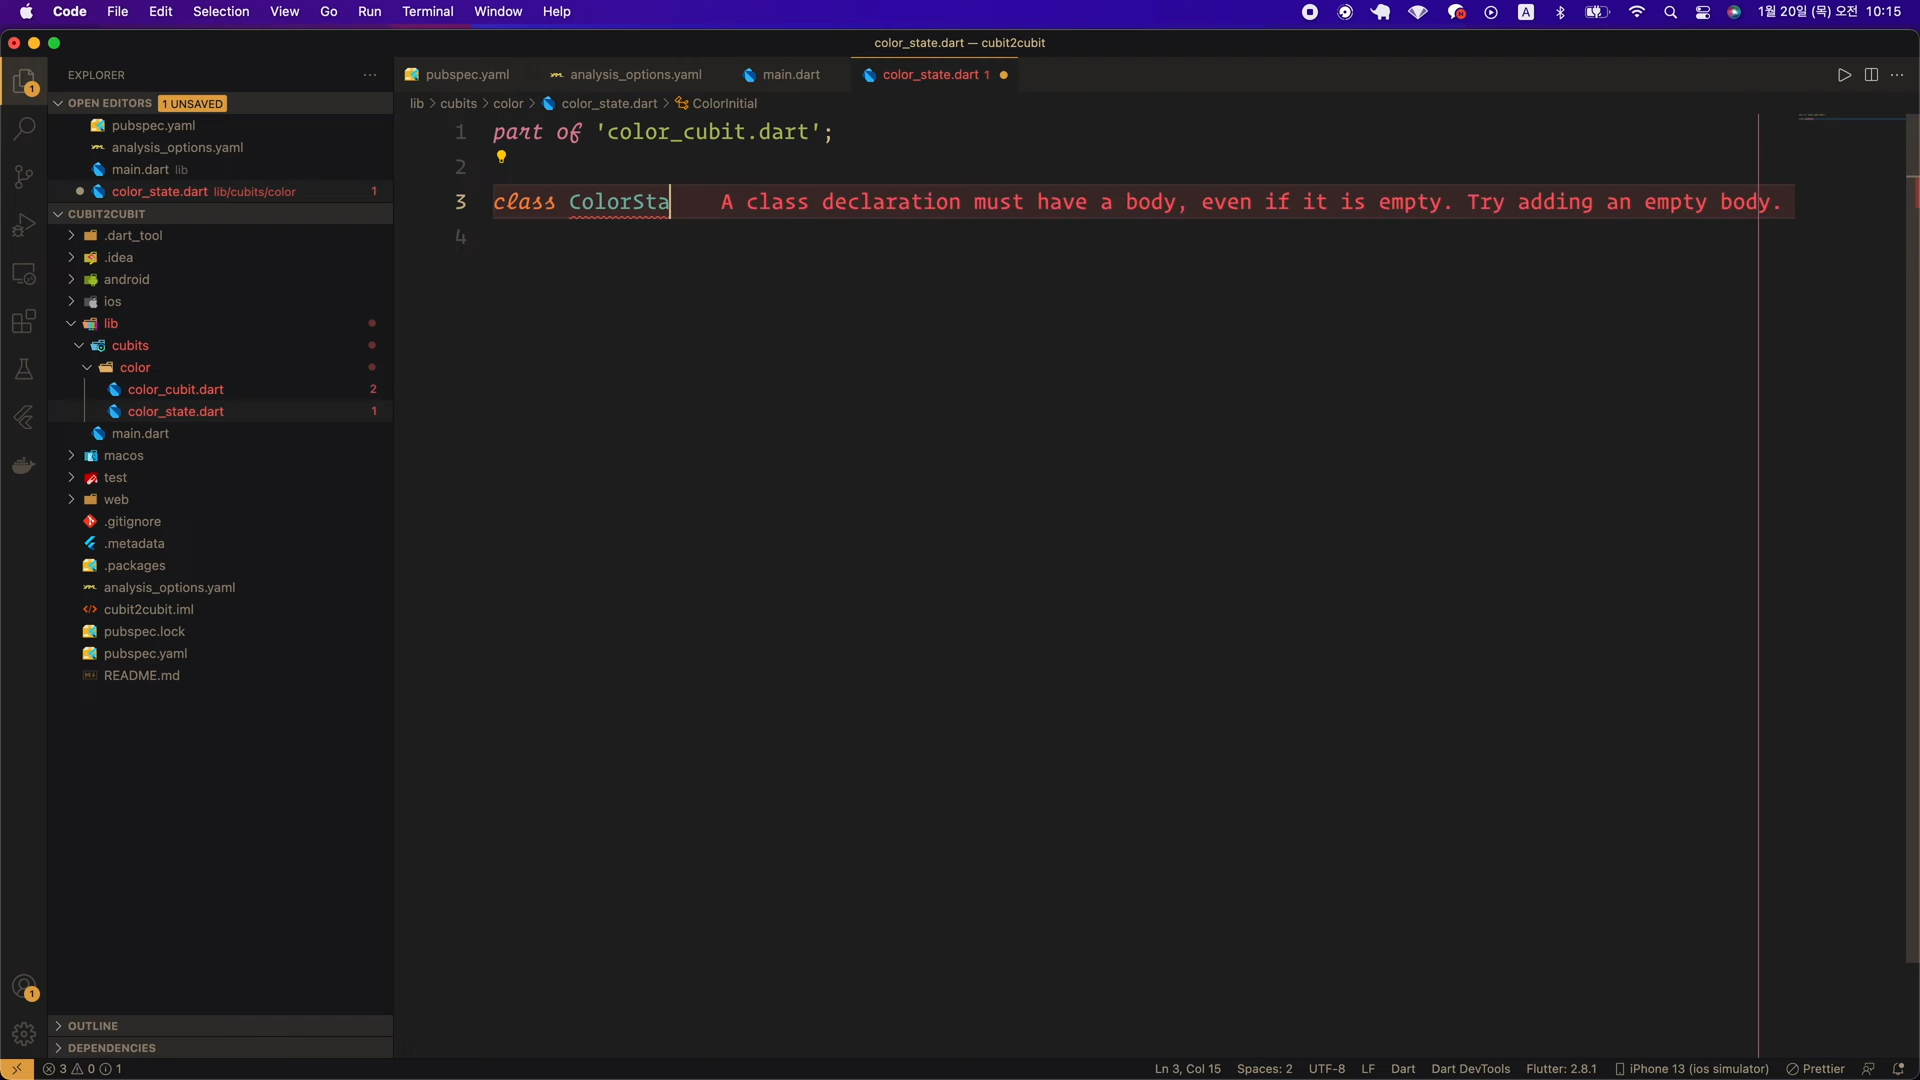 Code File Edit Selection View Go Run Terminal Window Help
A 1월 20일 (목) 오전 10:15
color_state.dart — cubit2cubit
EXPLORER
pubspec.yaml analysis_options.yaml main.dart color_state.dart 1
OPEN EDITORS 1 UNSAVED
lib > cubits > color > color_state.dart > ColorInitial
pubspec.yaml
analysis_options.yaml
main.dart lib
color_state.dart lib/cubits/color 1
CUBIT2CUBIT
.dart_tool
.idea
android
ios
lib
cubits
color
color_cubit.dart 2
color_state.dart 1
main.dart
macos
test
web
.gitignore
.metadata
.packages
analysis_options.yaml
cubit2cubit.iml
pubspec.lock
pubspec.yaml
README.md
OUTLINE
DEPENDENCIES
1 part of 'color_cubit.dart';
2
3 class ColorSta A class declaration must have a body, even if it is empty. Try adding an empty body.
4
1
1
3 0 1
Ln 3, Col 15 Spaces: 2 UTF-8 LF Dart Dart DevTools Flutter: 2.8.1 iPhone 13 (ios simulator) Prettier